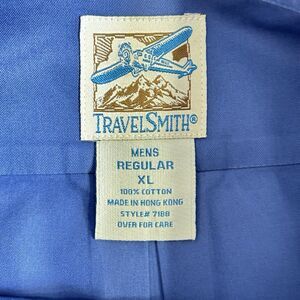 TRAVELSMITH®
MENS
REGULAR
XL
100% COTTON
MADE IN HONG KONG
STYLE# 7188
OVER FOR CARE